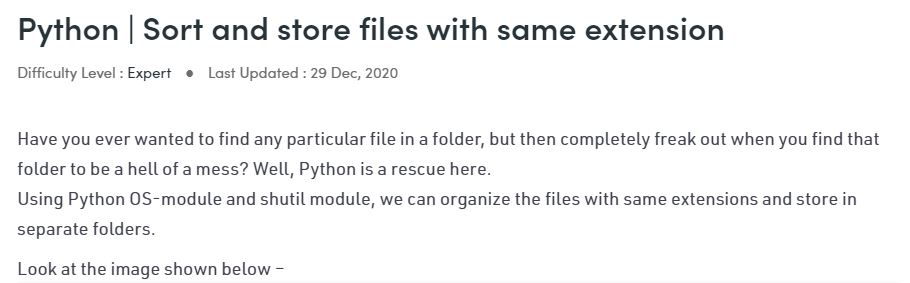 Python | Sort and store files with same extension
Difficulty Level : Expert ● Last Updated : 29 Dec, 2020
Have you ever wanted to find any particular file in a folder, but then completely freak out when you find that
folder to be a hell of a mess? Well, Python is a rescue here.
Using Python OS-module and shutil module, we can organize the files with same extensions and store in
separate folders.
Look at the image shown below –